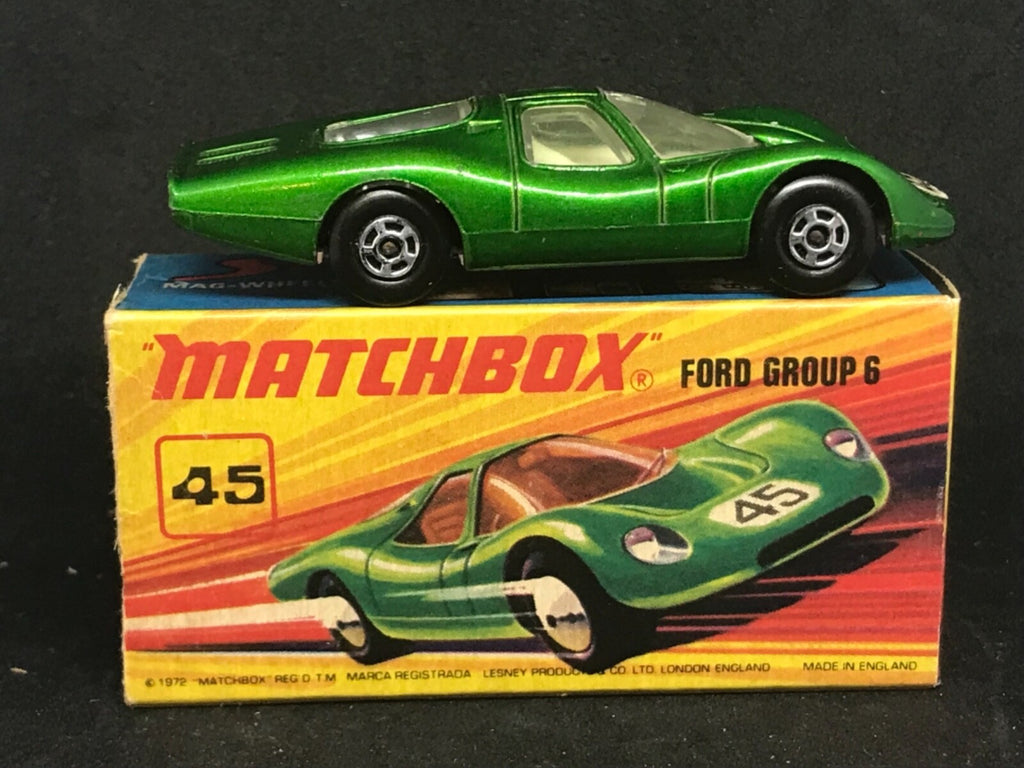 MAG-WHEEL
"MATCHBOX"® FORD GROUP 6
45
45
© 1972 "MATCHBOX" REG'D T M MARCA REGISTRADA LESNEY PRODUCTS & CO. LTD. LONDON ENGLAND MADE IN ENGLAND